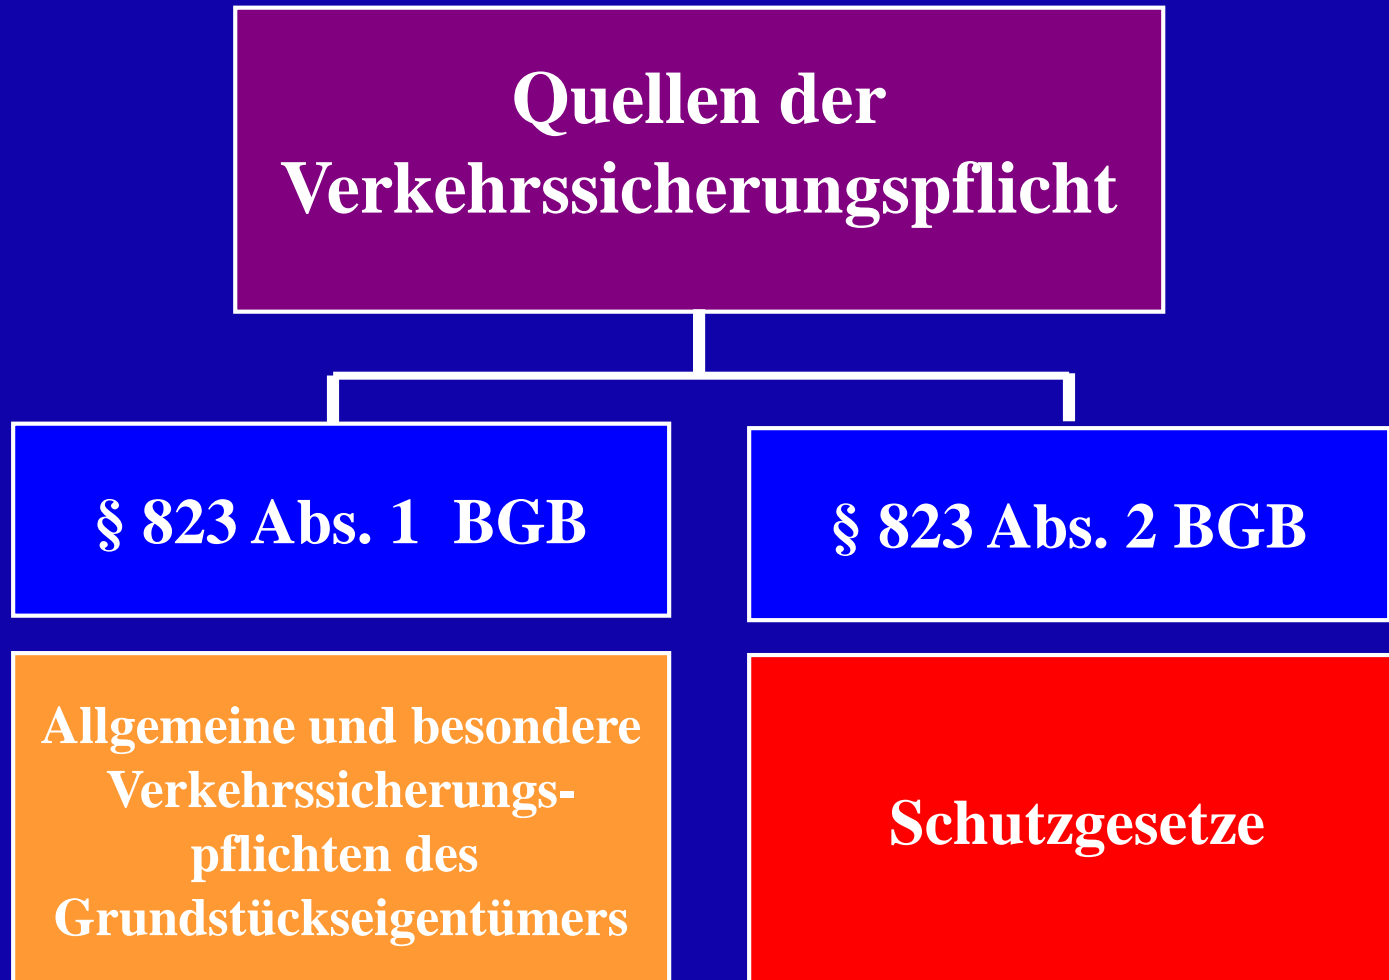 Quellen der
Verkehrssicherungspflicht
§ 823 Abs. 1 BGB
§ 823 Abs. 2 BGB
Allgemeine und besondere
Verkehrssicherungs-
pflichten des
Grundstückseigentümers
Schutzgesetze